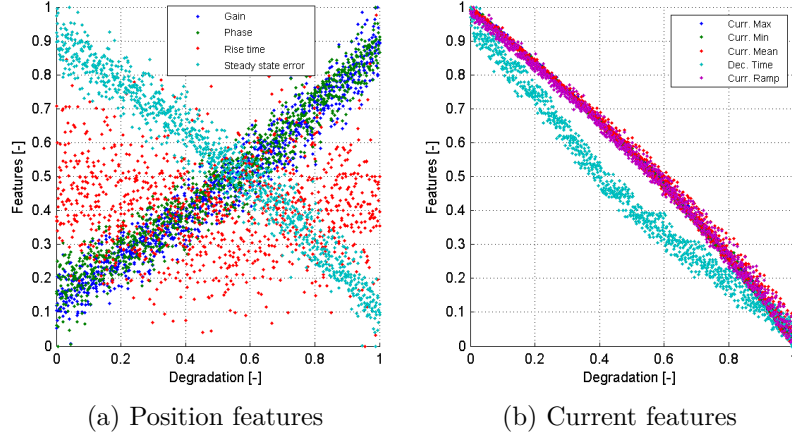 Gain
Phase
Rise time
Steady state error
1
0.9
0.8
0.7
0.6
0.5
0.4
0.3
0.2
0.1
0
Features [-]
0 0.2 0.4 0.6 0.8 1
Degradation [-]
(a) Position features
Curr. Max
Curr. Min
Curr. Mean
Dec. Time
Curr. Ramp
1
0.9
0.8
0.7
0.6
0.5
0.4
0.3
0.2
0.1
0
Features [-]
0 0.2 0.4 0.6 0.8 1
Degradation [-]
(b) Current features